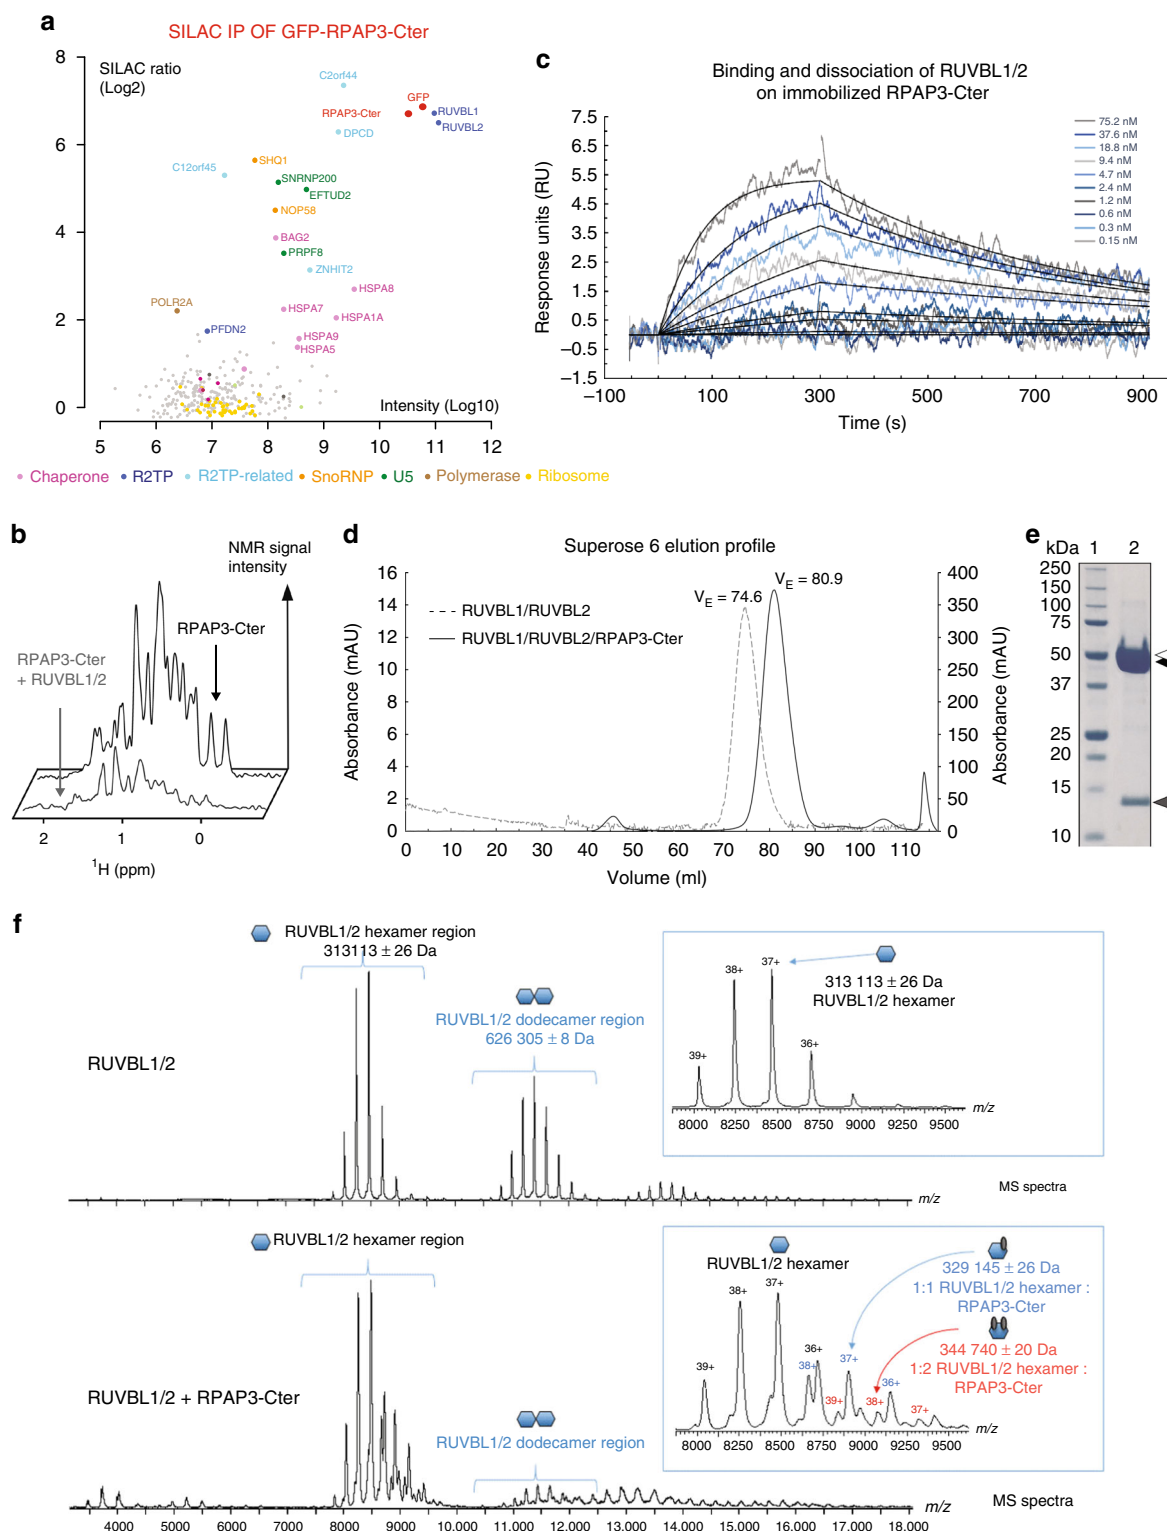 a
SILAC IP OF GFP-RPAP3-Cter
SILAC ratio
(Log2)
8
6
4
2
0
C2orf44
GFP
RPAP3-Cter
RUVBL1
RUVBL2
DPCD
SHQ1
C12orf45
SNRNP200
EFTUD2
NOP58
BAG2
PRPF8
ZNHIT2
HSPA8
POLR2A
HSPA7
HSPA1A
PFDN2
HSPA9
HSPA5
Intensity (Log10)
5 6 7 8 9 10 11 12
Chaperone R2TP R2TP-related SnoRNP U5 Polymerase Ribosome
c
Binding and dissociation of RUVBL1/2
on immobilized RPAP3-Cter
Response units (RU)
7.5
6.5
5.5
4.5
3.5
2.5
1.5
0.5
−0.5
−1.5
75.2 nM
37.6 nM
18.8 nM
9.4 nM
4.7 nM
2.4 nM
1.2 nM
0.6 nM
0.3 nM
0.15 nM
−100 100 300 500 700 900
Time (s)
b
NMR signal
intensity
RPAP3-Cter
RPAP3-Cter
+ RUVBL1/2
2 1 0
¹H (ppm)
d
Superose 6 elution profile
Absorbance (mAU)
16
14
12
10
8
6
4
2
0
RUVBL1/RUVBL2
RUVBL1/RUVBL2/RPAP3-Cter
V_E = 74.6
V_E = 80.9
400
350
300
250
200
150
100
50
0
Absorbance (mAU)
0 10 20 30 40 50 60 70 80 90 100 110
Volume (ml)
e
kDa 1 2
250
150
100
75
50
37
25
20
15
10
f
RUVBL1/2 hexamer region
313113 ± 26 Da
RUVBL1/2 dodecamer region
626 305 ± 8 Da
RUVBL1/2
m/z
MS spectra
39+
38+
37+
36+
313 113 ± 26 Da
RUVBL1/2 hexamer
8000 8250 8500 8750 9000 9250 9500
m/z
RUVBL1/2 hexamer region
RUVBL1/2 + RPAP3-Cter
RUVBL1/2 dodecamer region
4000 6000 8000 9000 10.000 11.000 12.000 13.000 14.000 15.000 16.000 17.000 18.000
m/z
MS spectra
RUVBL1/2 hexamer
39+
38+
37+
36+
38+
37+
36+
39+
38+
37+
329 145 ± 26 Da
1:1 RUVBL1/2 hexamer :
RPAP3-Cter
344 740 ± 20 Da
1:2 RUVBL1/2 hexamer :
RPAP3-Cter
8000 8250 8500 8750 9000 9250 9500
m/z